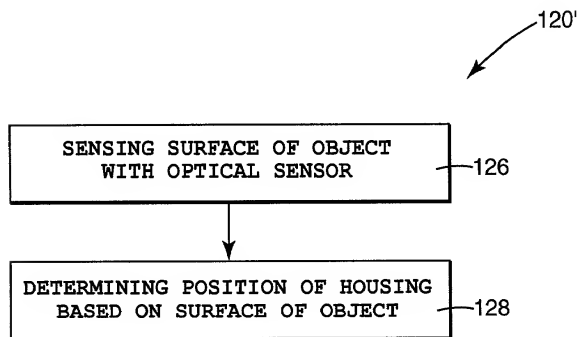 120'
SENSING SURFACE OF OBJECT
WITH OPTICAL SENSOR
126
DETERMINING POSITION OF HOUSING
BASED ON SURFACE OF OBJECT
128